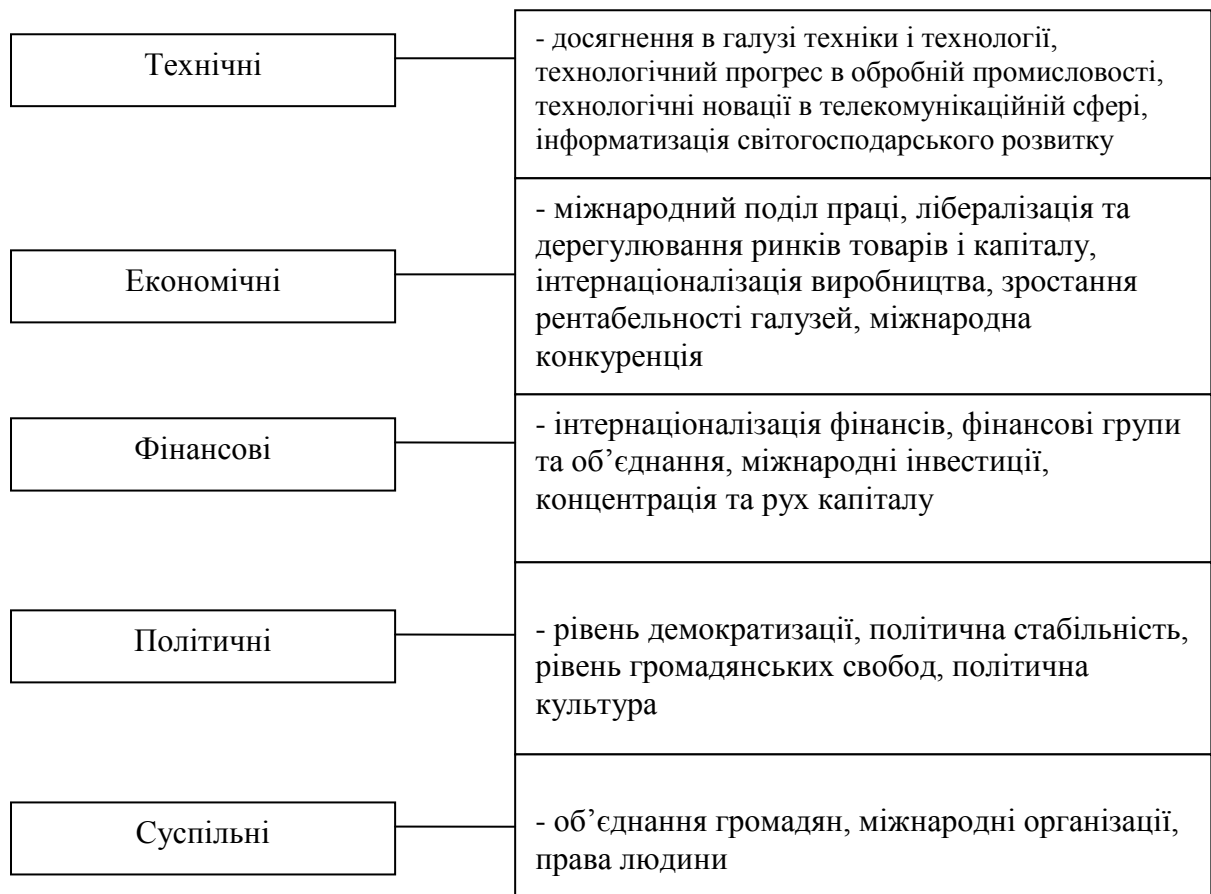 Технічні
- досягнення в галузі техніки і технології,
технологічний прогрес в обробній промисловості,
технологічні новації в телекомунікаційній сфері,
інформатизація світогосподарського розвитку
Економічні
- міжнародний поділ праці, лібералізація та
дерегулювання ринків товарів і капіталу,
інтернаціоналізація виробництва, зростання
рентабельності галузей, міжнародна
конкуренція
Фінансові
- інтернаціоналізація фінансів, фінансові групи
та об’єднання, міжнародні інвестиції,
концентрація та рух капіталу
Політичні
- рівень демократизації, політична стабільність,
рівень громадянських свобод, політична
культура
Суспільні
- об’єднання громадян, міжнародні організації,
права людини